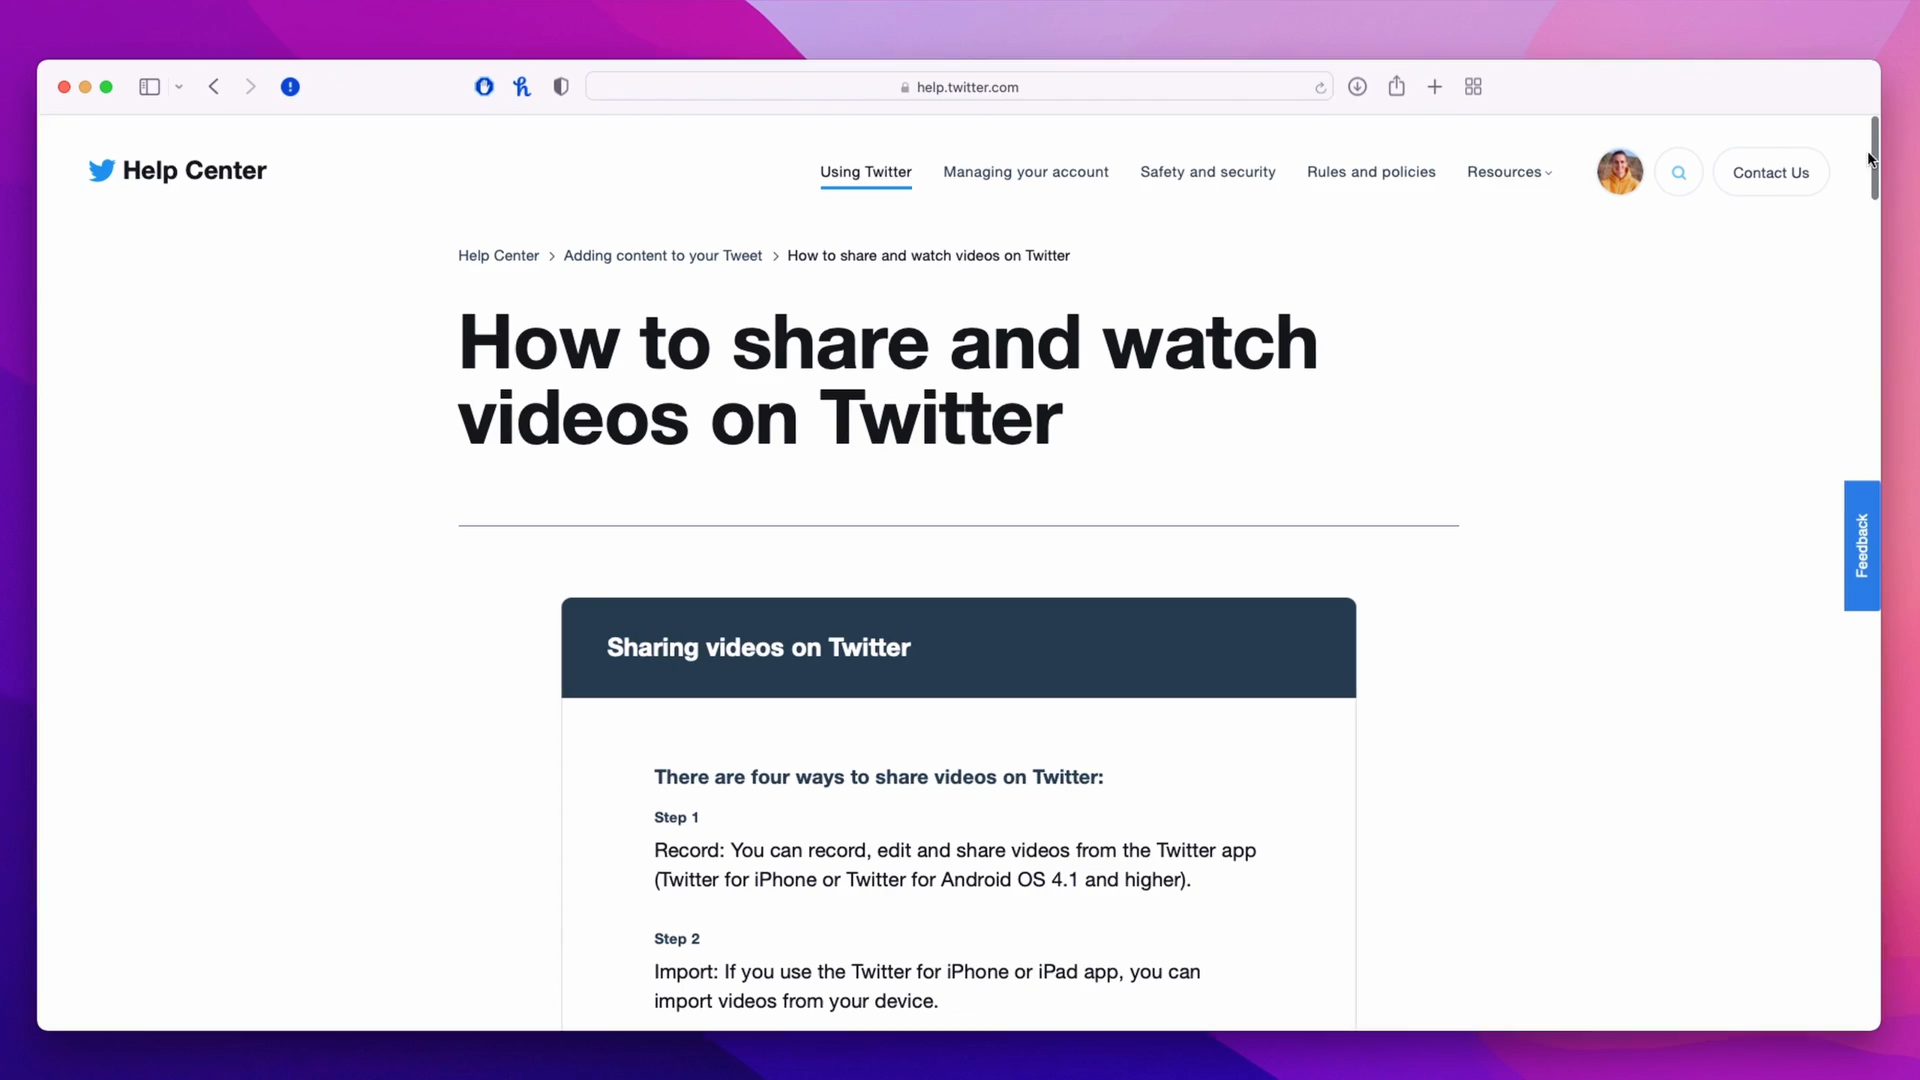 help.twitter.com
Help Center
Using Twitter
Managing your account
Safety and security
Rules and policies
Resources
Contact Us
Help Center > Adding content to your Tweet > How to share and watch videos on Twitter
How to share and watch
videos on Twitter
Feedback
Sharing videos on Twitter
There are four ways to share videos on Twitter:
Step 1
Record: You can record, edit and share videos from the Twitter app
(Twitter for iPhone or Twitter for Android OS 4.1 and higher).
Step 2
Import: If you use the Twitter for iPhone or iPad app, you can
import videos from your device.